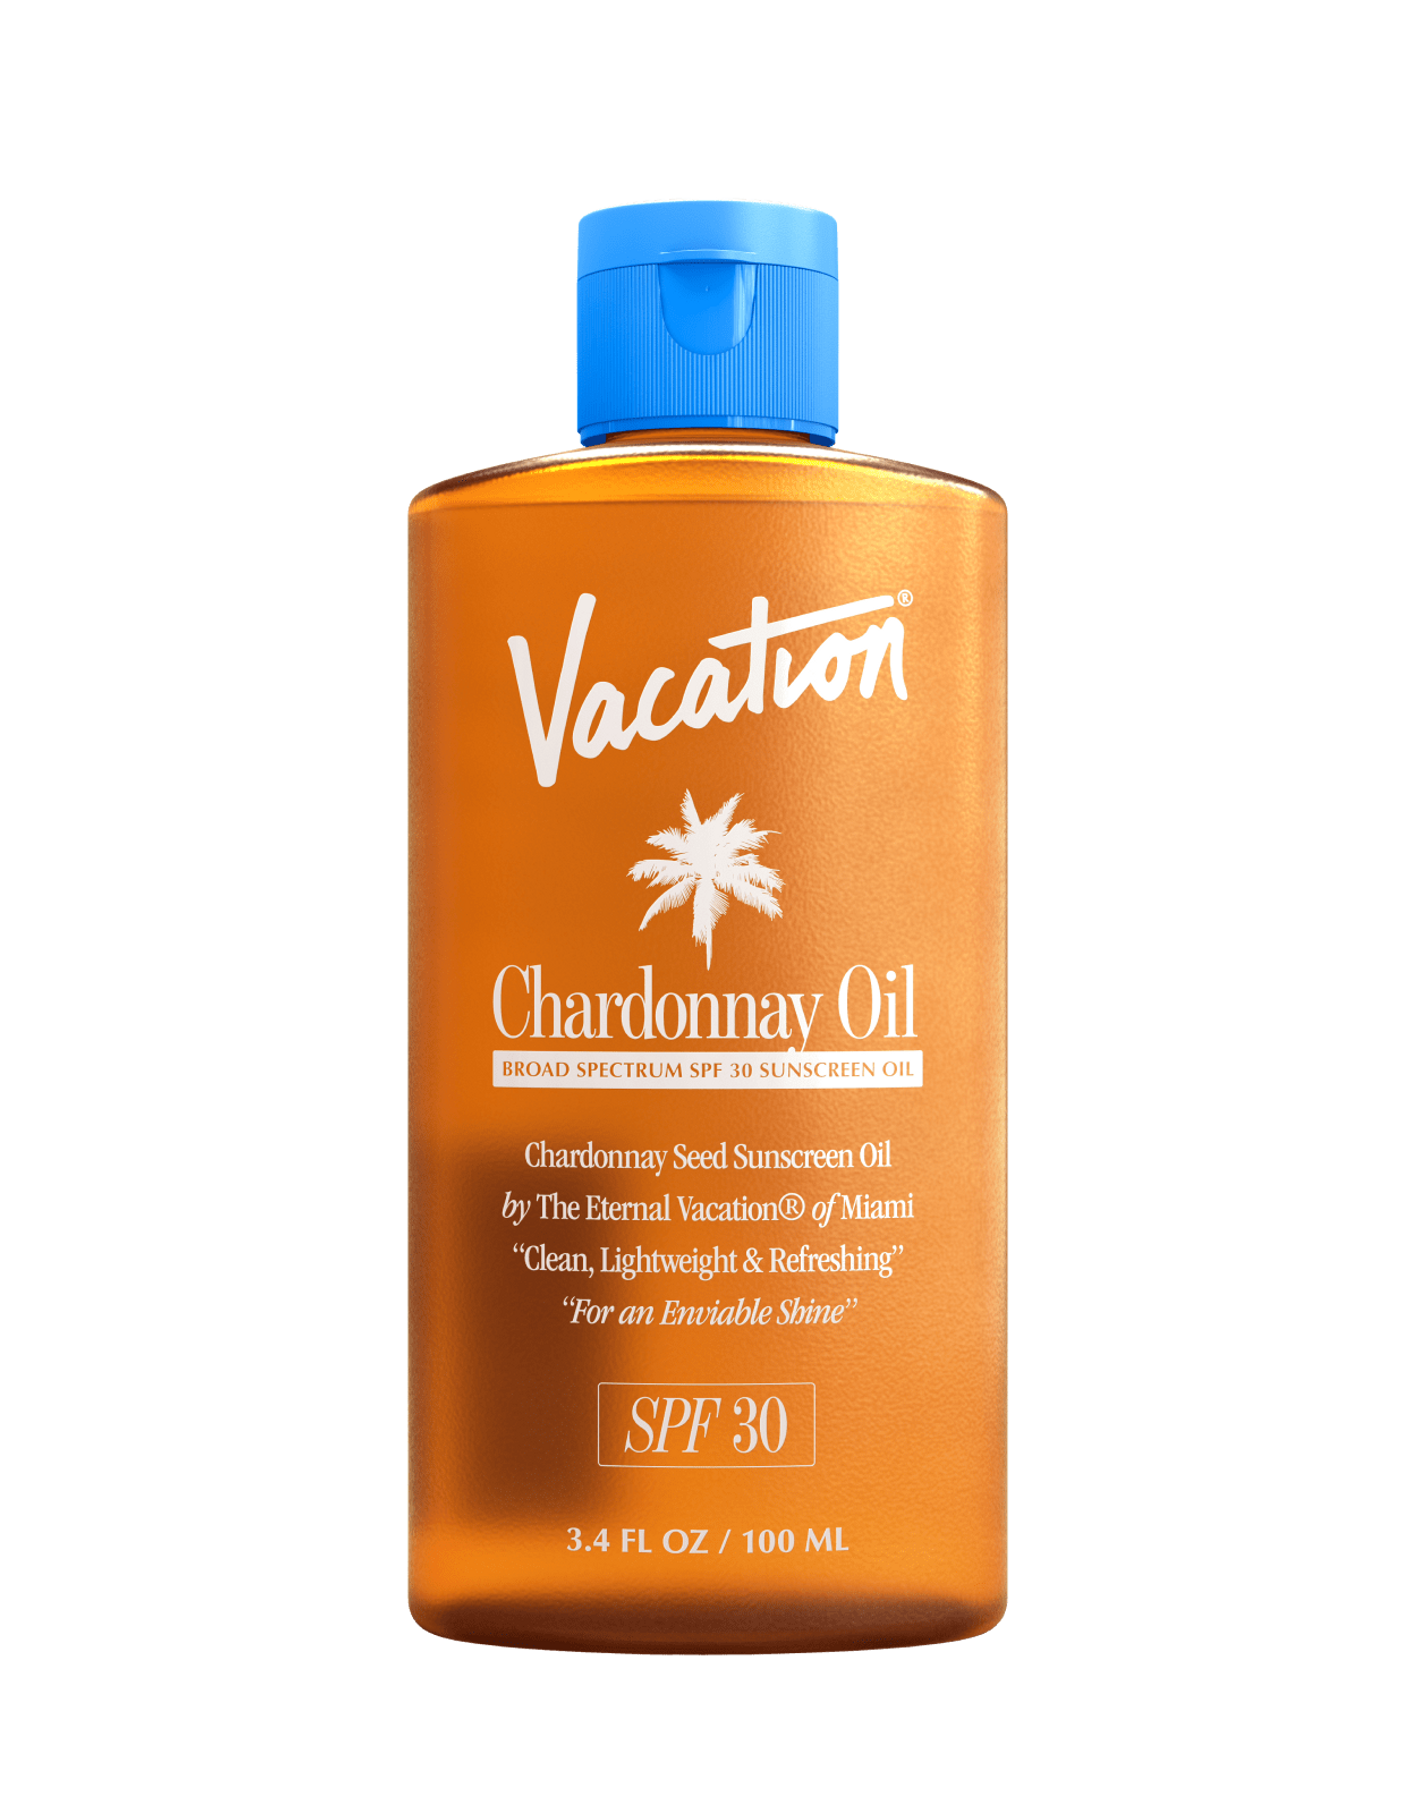 Vacation®
Chardonnay Oil
BROAD SPECTRUM SPF 30 SUNSCREEN OIL
Chardonnay Seed Sunscreen Oil
by The Eternal Vacation® of Miami
“Clean, Lightweight & Refreshing”
“For an Enviable Shine”
SPF 30
3.4 FL OZ / 100 ML